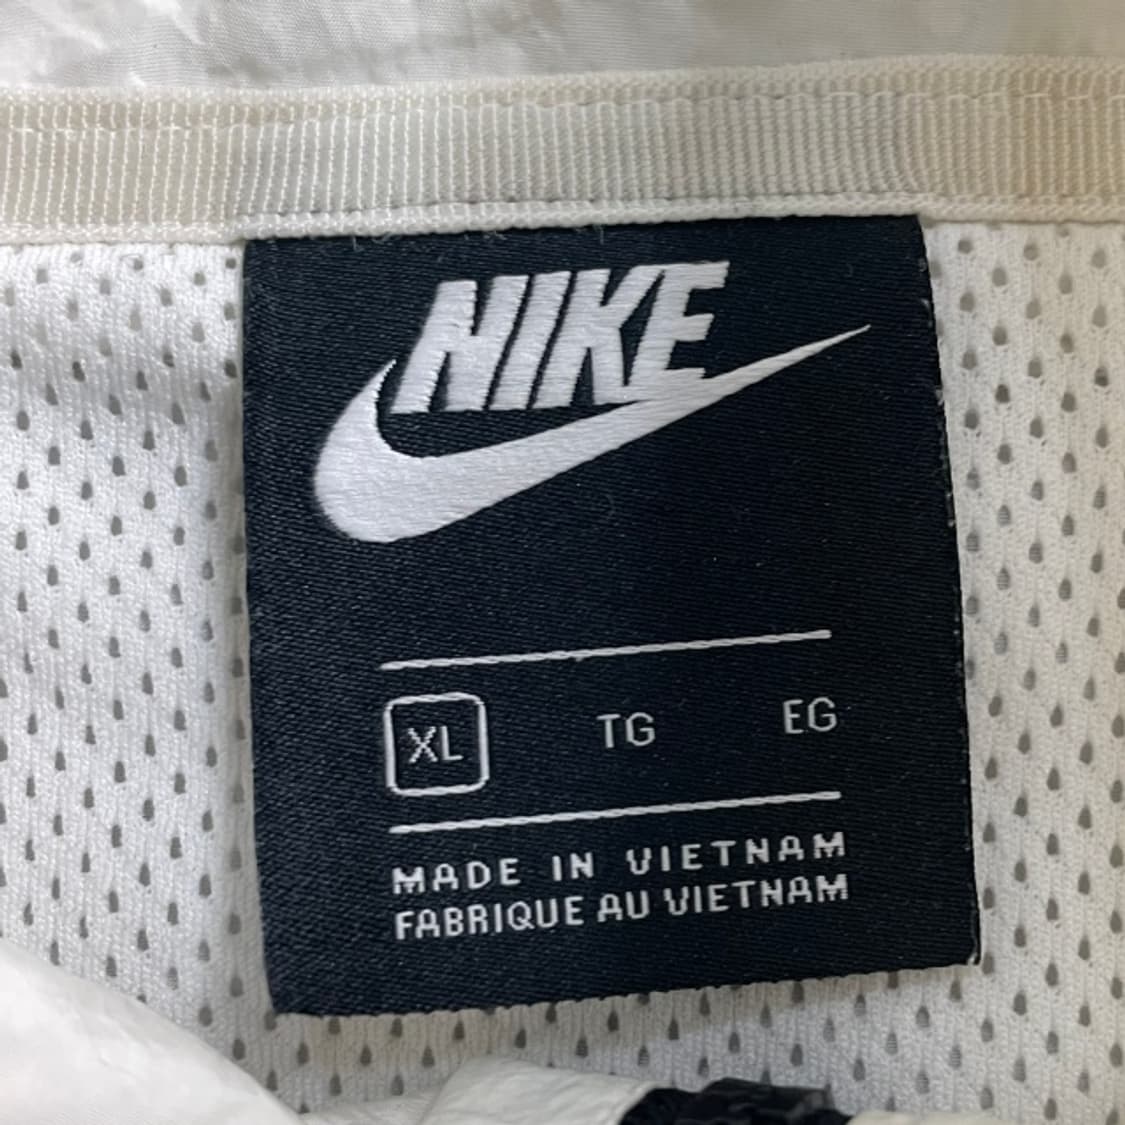 NIKE
XL TG EG
MADE IN VIETNAM
FABRIQUE AU VIETNAM